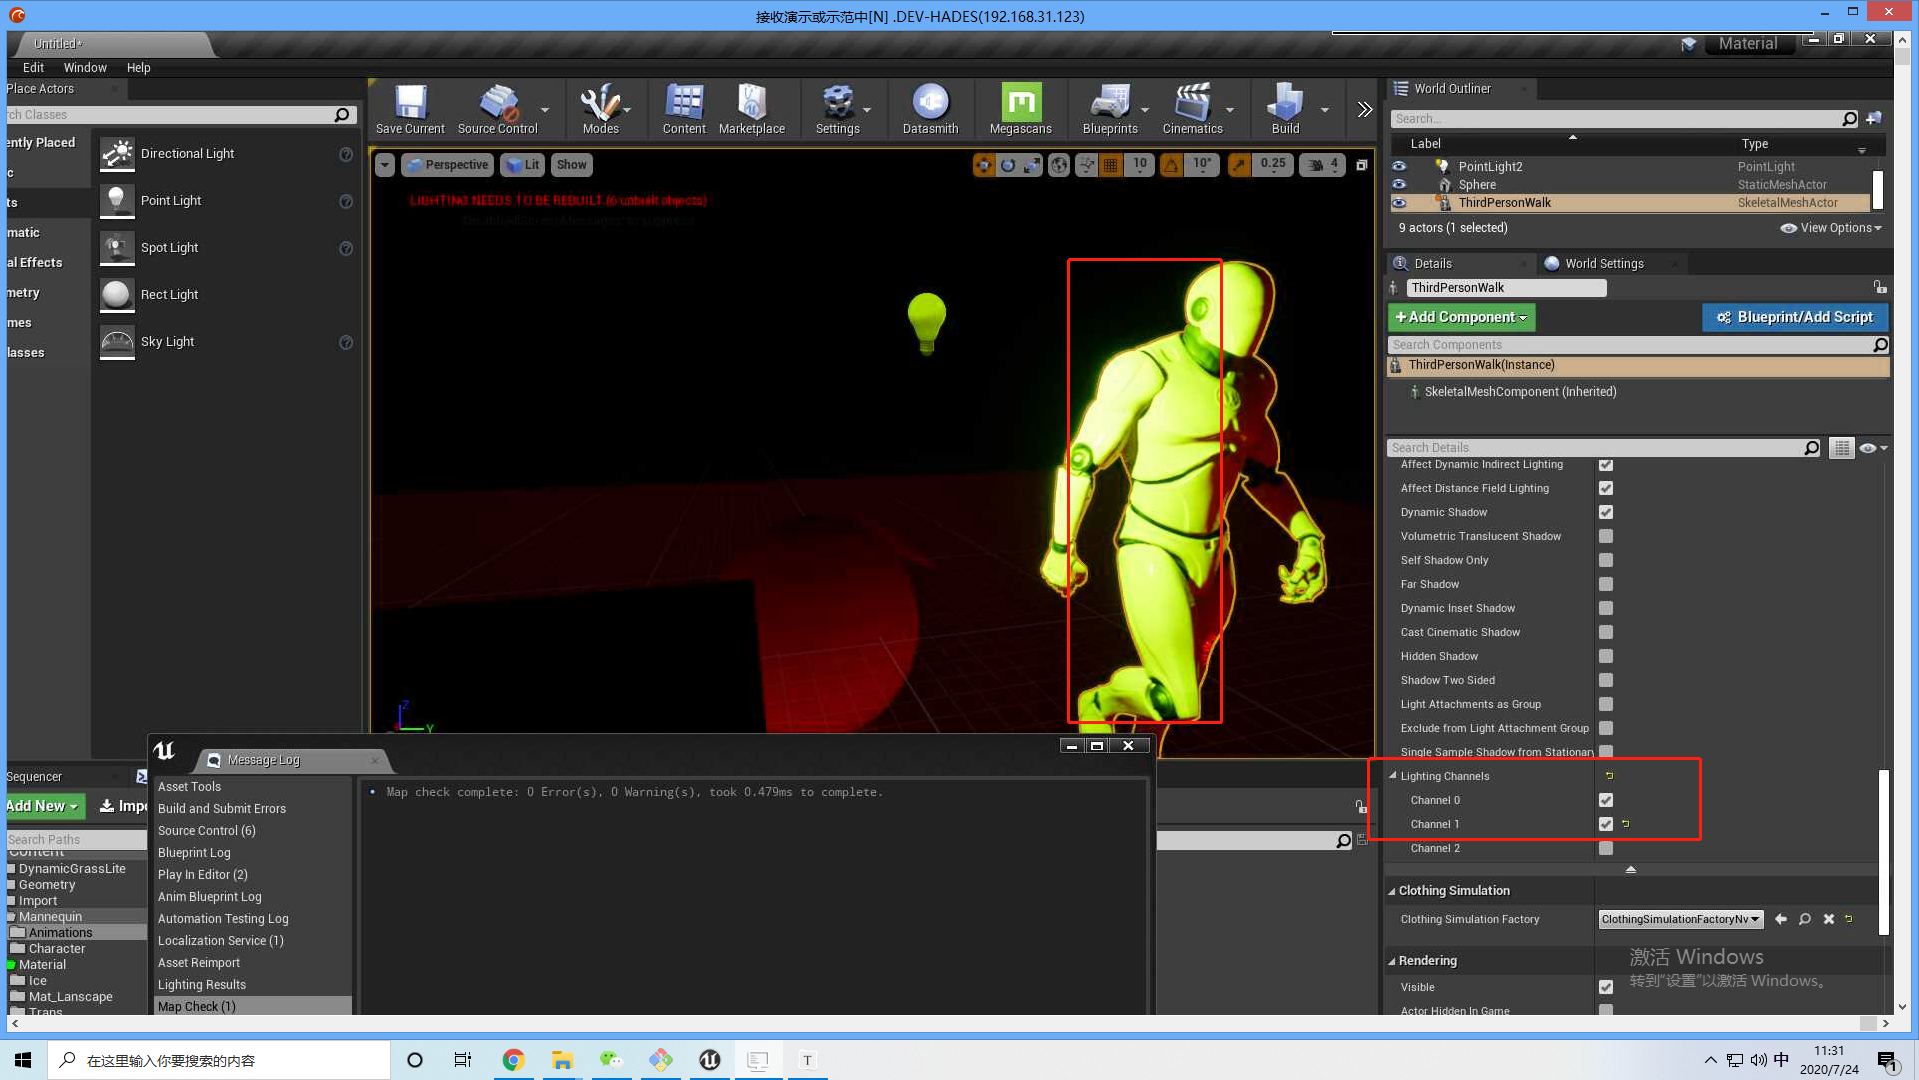 接收演示或示范中[N] .DEV-HADES(192.168.31.123)
Untitled*
Material
Edit Window Help
Place Actors
rch Classes
ently Placed
c
ts
matic
al Effects
metry
mes
lasses
Directional Light
Point Light
Spot Light
Rect Light
Sky Light
Save Current
Source Control
Modes
Content
Marketplace
Settings
Datasmith
Megascans
Blueprints
Cinematics
Build
Perspective
Lit
Show
10
10°
0.25
4
LIGHTING NEEDS TO BE REBUILT (6 unbuilt objects)
World Outliner
Search...
Label Type
PointLight2 PointLight
Sphere StaticMeshActor
ThirdPersonWalk SkeletalMeshActor
9 actors (1 selected)
View Options
Details
World Settings
ThirdPersonWalk
+Add Component
Blueprint/Add Script
Search Components
ThirdPersonWalk(Instance)
SkeletalMeshComponent (Inherited)
Search Details
Affect Dynamic Indirect Lighting
Affect Distance Field Lighting
Dynamic Shadow
Volumetric Translucent Shadow
Self Shadow Only
Far Shadow
Dynamic Inset Shadow
Cast Cinematic Shadow
Hidden Shadow
Shadow Two Sided
Light Attachments as Group
Exclude from Light Attachment Group
Single Sample Shadow from Stationar
Lighting Channels
Channel 0
Channel 1
Channel 2
Clothing Simulation
Clothing Simulation Factory ClothingSimulationFactoryNv
Rendering
Visible
Actor Hidden In Game
激活 Windows
转到"设置"以激活 Windows。
Z
Y
Message Log
Asset Tools
Build and Submit Errors
Source Control (6)
Blueprint Log
Play In Editor (2)
Anim Blueprint Log
Automation Testing Log
Localization Service (1)
Asset Reimport
Lighting Results
Map Check (1)
Map check complete: 0 Error(s), 0 Warning(s), took 0.479ms to complete.
Sequencer
Add New
Impo
Search Paths
Content
DynamicGrassLite
Geometry
Import
Mannequin
Animations
Character
Material
Ice
Mat_Lanscape
Trans
在这里输入你要搜索的内容
T
中
11:31
2020/7/24
1